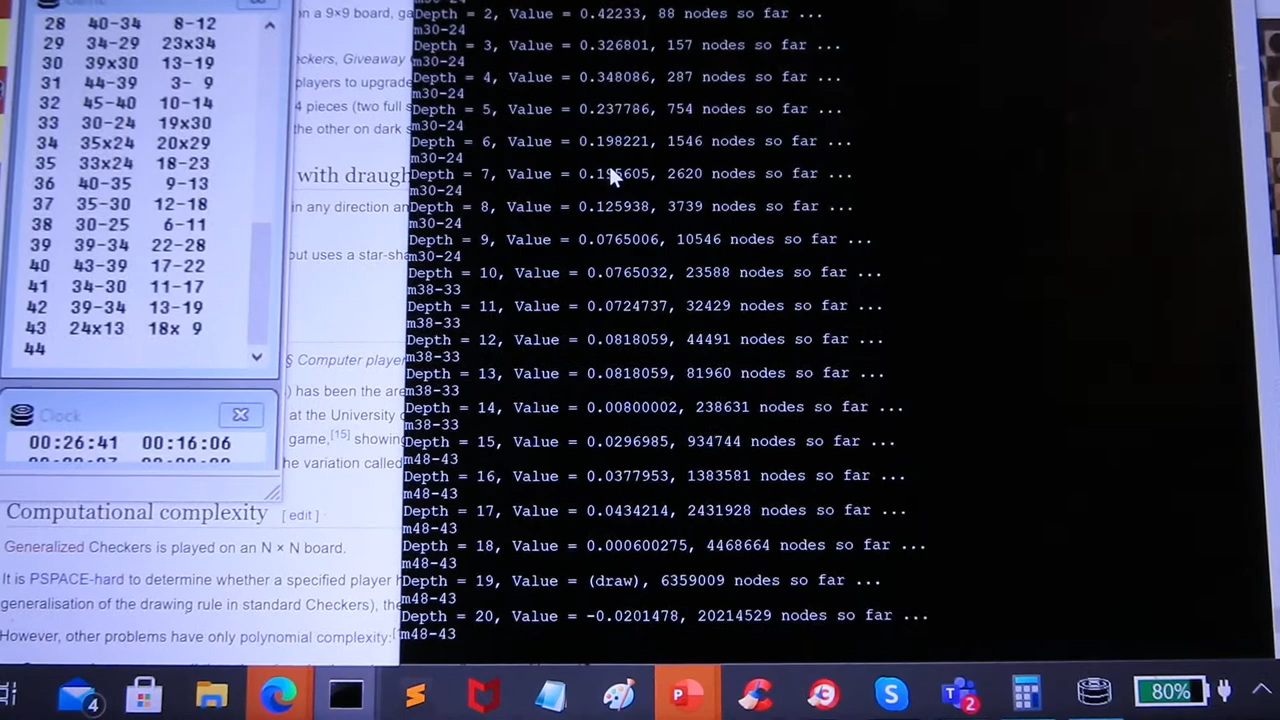 28 40-34 8-12
29 34-29 23x34
30 39x30 13-19
31 44-39 3- 9
32 45-40 10-14
33 30-24 19x30
34 35x24 20x29
35 33x24 18-23
36 40-35 9-13
37 35-30 12-18
38 30-25 6-11
39 39-34 22-28
40 43-39 17-22
41 34-30 11-17
42 39-34 13-19
43 24x13 18x 9
44
Clock
00:26:41 00:16:06
n a 9×9 board, ga
ckers, Giveaway
players to upgrade
4 pieces (two full s
the other on dark s
with draugh
in any direction an
but uses a star-sha
§ Computer player
) has been the are
at the University
game,[15] showing
he variation called
Computational complexity [ edit ]
Generalized Checkers is played on an N × N board.
It is PSPACE-hard to determine whether a specified player h
generalisation of the drawing rule in standard Checkers), the
However, other problems have only polynomial complexity:[
Depth = 2, Value = 0.42233, 88 nodes so far ...
m30-24
Depth = 3, Value = 0.326801, 157 nodes so far ...
m30-24
Depth = 4, Value = 0.348086, 287 nodes so far ...
m30-24
Depth = 5, Value = 0.237786, 754 nodes so far ...
m30-24
Depth = 6, Value = 0.198221, 1546 nodes so far ...
m30-24
Depth = 7, Value = 2620 nodes so far ...
m30-24
Depth = 8, Value = 0.125938, 3739 nodes so far ...
m30-24
Depth = 9, Value = 0.0765006, 10546 nodes so far ...
m30-24
Depth = 10, Value = 0.0765032, 23588 nodes so far ...
m38-33
Depth = 11, Value = 0.0724737, 32429 nodes so far ...
m38-33
Depth = 12, Value = 0.0818059, 44491 nodes so far ...
m38-33
Depth = 13, Value = 0.0818059, 81960 nodes so far ...
m38-33
Depth = 14, Value = 0.00800002, 238631 nodes so far ...
m38-33
Depth = 15, Value = 0.0296985, 934744 nodes so far ...
m48-43
Depth = 16, Value = 0.0377953, 1383581 nodes so far ...
m48-43
Depth = 17, Value = 0.0434214, 2431928 nodes so far ...
m48-43
Depth = 18, Value = 0.000600275, 4468664 nodes so far ...
m48-43
Depth = 19, Value = (draw), 6359009 nodes so far ...
m48-43
Depth = 20, Value = -0.0201478, 20214529 nodes so far ...
m48-43
4
P
S
T
2
80%